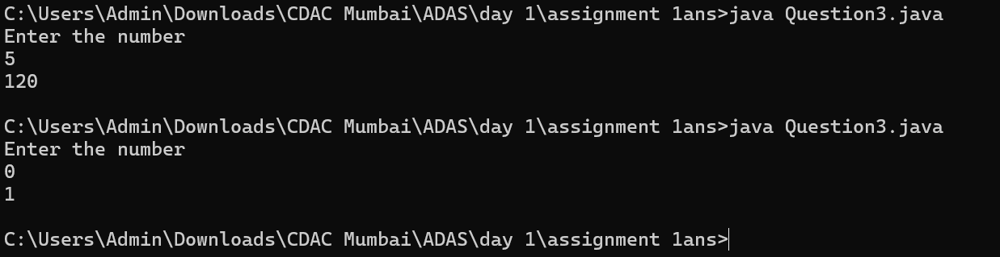 C:\Users\Admin\Downloads\CDAC Mumbai\ADAS\day 1\assignment 1ans>java Question3.java
Enter the number
5
120
C:\Users\Admin\Downloads\CDAC Mumbai\ADAS\day 1\assignment 1ans>java Question3.java
Enter the number
0
1
C:\Users\Admin\Downloads\CDAC Mumbai\ADAS\day 1\assignment 1ans>